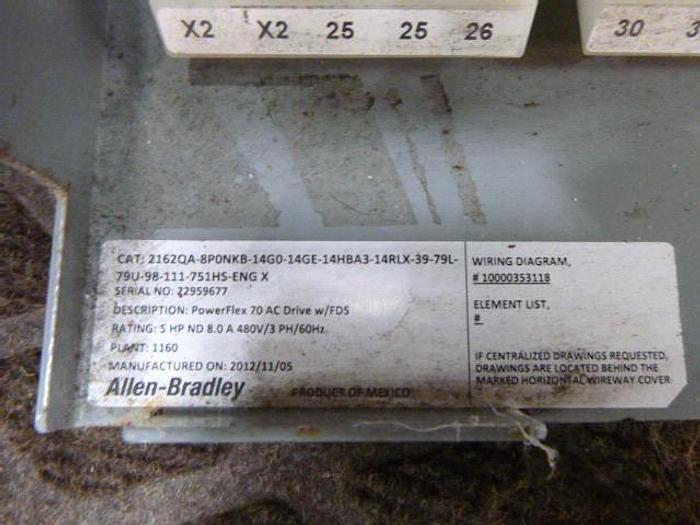 X2 X2 25 25 26 30 3
CAT: 2162QA-8P0NKB-14G0-14GE-14HBA3-14RLX-39-79L-
79U-98-111-751HS-ENG X
SERIAL NO: Z2959677
DESCRIPTION: PowerFlex 70 AC Drive w/FDS
RATING: 5 HP ND 8.0 A 480V/3 PH/60Hz
PLANT: 1160
MANUFACTURED ON: 2012/11/05
Allen-Bradley PRODUCT OF MEXICO
WIRING DIAGRAM,
# 10000353118
ELEMENT LIST,
#
IF CENTRALIZED DRAWINGS REQUESTED,
DRAWINGS ARE LOCATED BEHIND THE
MARKED HORIZONTAL WIREWAY COVER